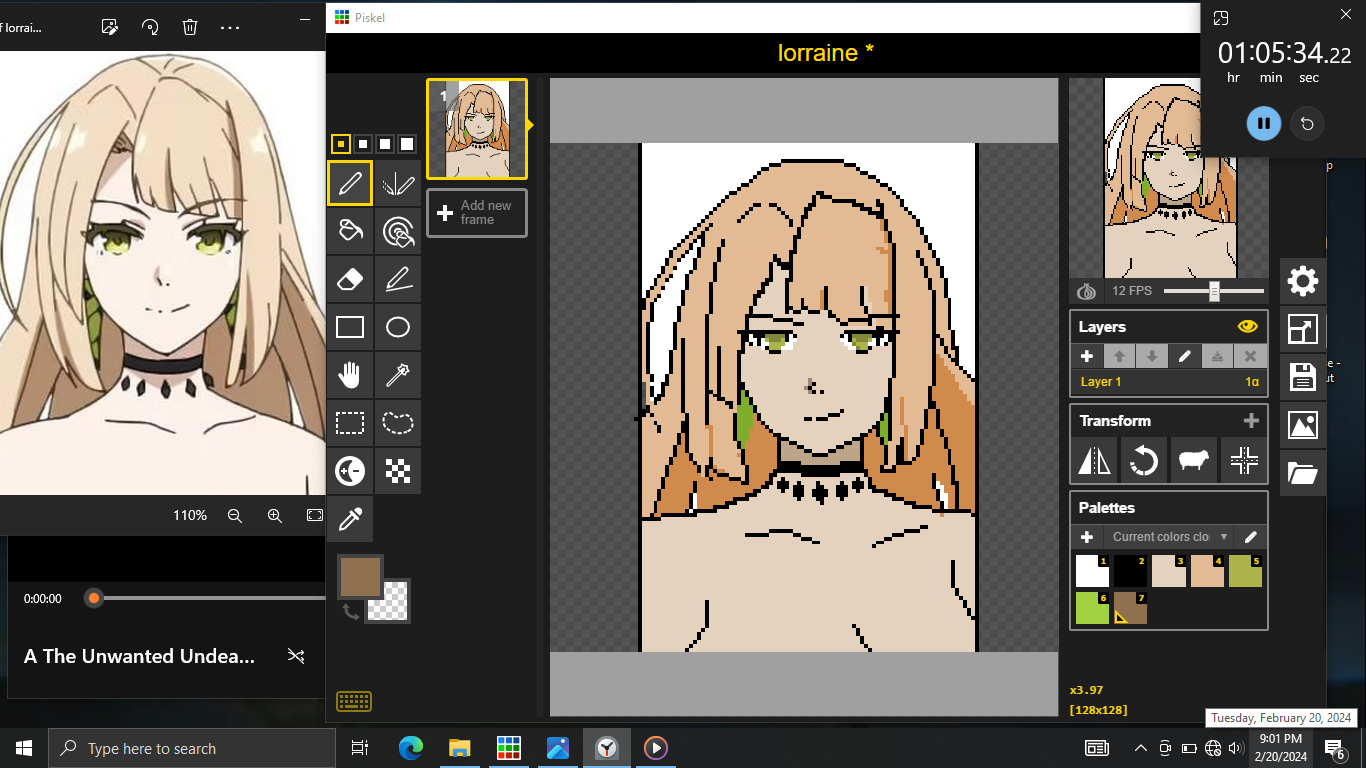 f lorrai...
Piskel
lorraine *
01:05:34.22
hr min sec
1
Add new
frame
12 FPS
Layers
Layer 1
1α
Transform
Palettes
Current colors clo
1 2 3 4 5
6 7
110%
0:00:00
A The Unwanted Undea...
x3.97
[128x128]
Tuesday, February 20, 2024
Type here to search
9:01 PM
2/20/2024
6